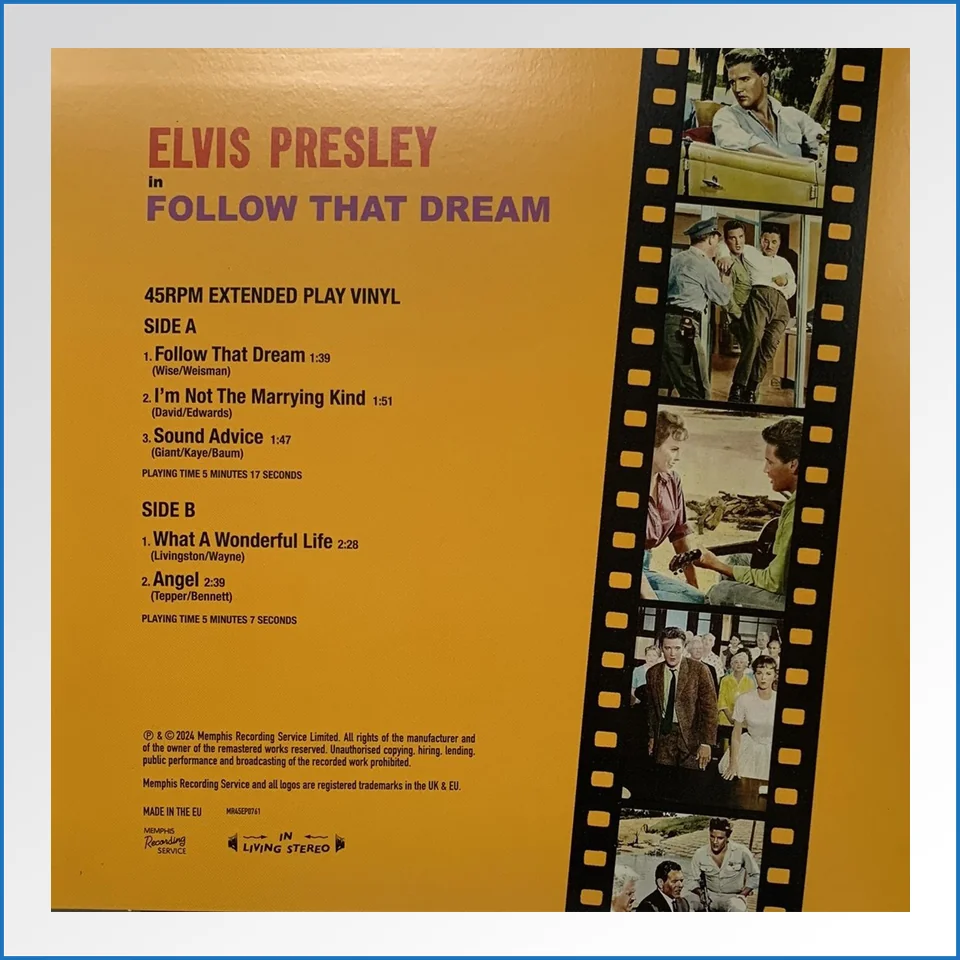 ELVIS PRESLEY
in
FOLLOW THAT DREAM
45RPM EXTENDED PLAY VINYL
SIDE A
1. Follow That Dream 1:39
(Wise/Weisman)
2. I'm Not The Marrying Kind 1:51
(David/Edwards)
3. Sound Advice 1:47
(Giant/Kaye/Baum)
PLAYING TIME 5 MINUTES 17 SECONDS
SIDE B
1. What A Wonderful Life 2:28
(Livingston/Wayne)
2. Angel 2:39
(Tepper/Bennett)
PLAYING TIME 5 MINUTES 7 SECONDS
℗ & © 2024 Memphis Recording Service Limited. All rights of the manufacturer and
of the owner of the remastered works reserved. Unauthorised copying, hiring, lending,
public performance and broadcasting of the recorded work prohibited.
Memphis Recording Service and all logos are registered trademarks in the UK & EU.
MADE IN THE EU MRS45EP0761
MEMPHIS
Recording
SERVICE
IN
LIVING STEREO